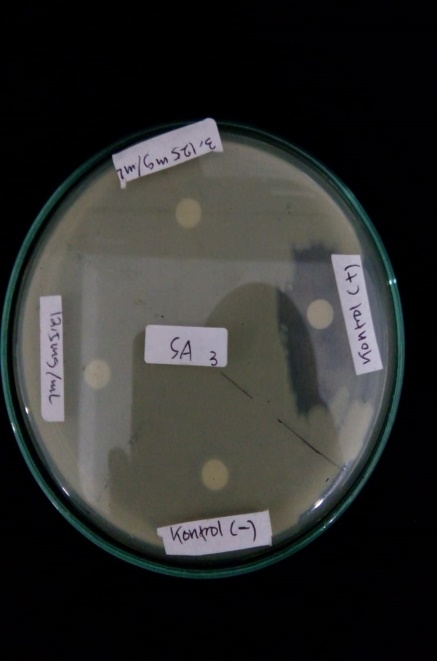 3.125 mg/mL
Kontrol (+)
12.5 mg/mL
SA 3
Kontrol (-)